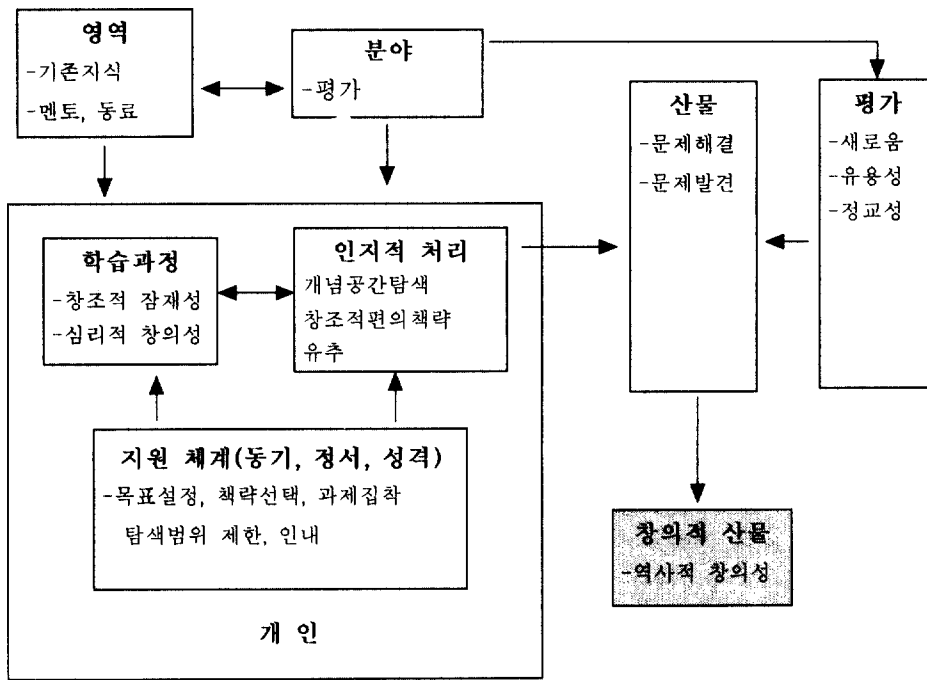 영역
-기존지식
-멘토, 동료
분야
-평가
산물
-문제해결
-문제발견
평가
-새로움
-유용성
-정교성
학습과정
-창조적 잠재성
-심리적 창의성
인지적 처리
개념공간탐색
창조적편의책략
유추
지원 체계(동기, 정서, 성격)
-목표설정, 책략선택, 과제집착
탐색범위 제한, 인내
개 인
창의적 산물
-역사적 창의성